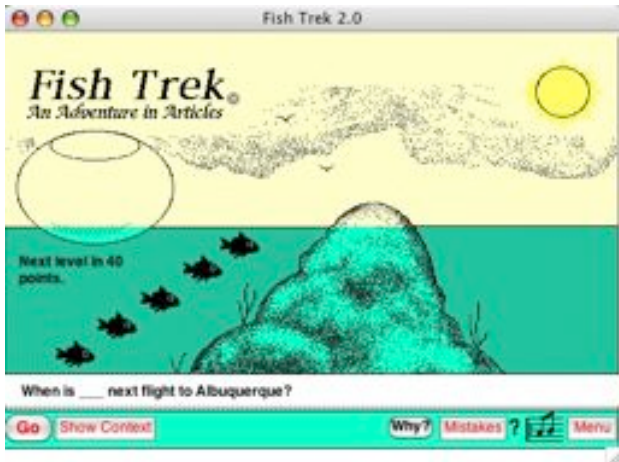 Fish Trek 2.0
Fish Trek©
An Adventure in Articles
Next level in 40
points.
When is ___ next flight to Albuquerque?
Go Show Context Why? Mistakes ? Menu